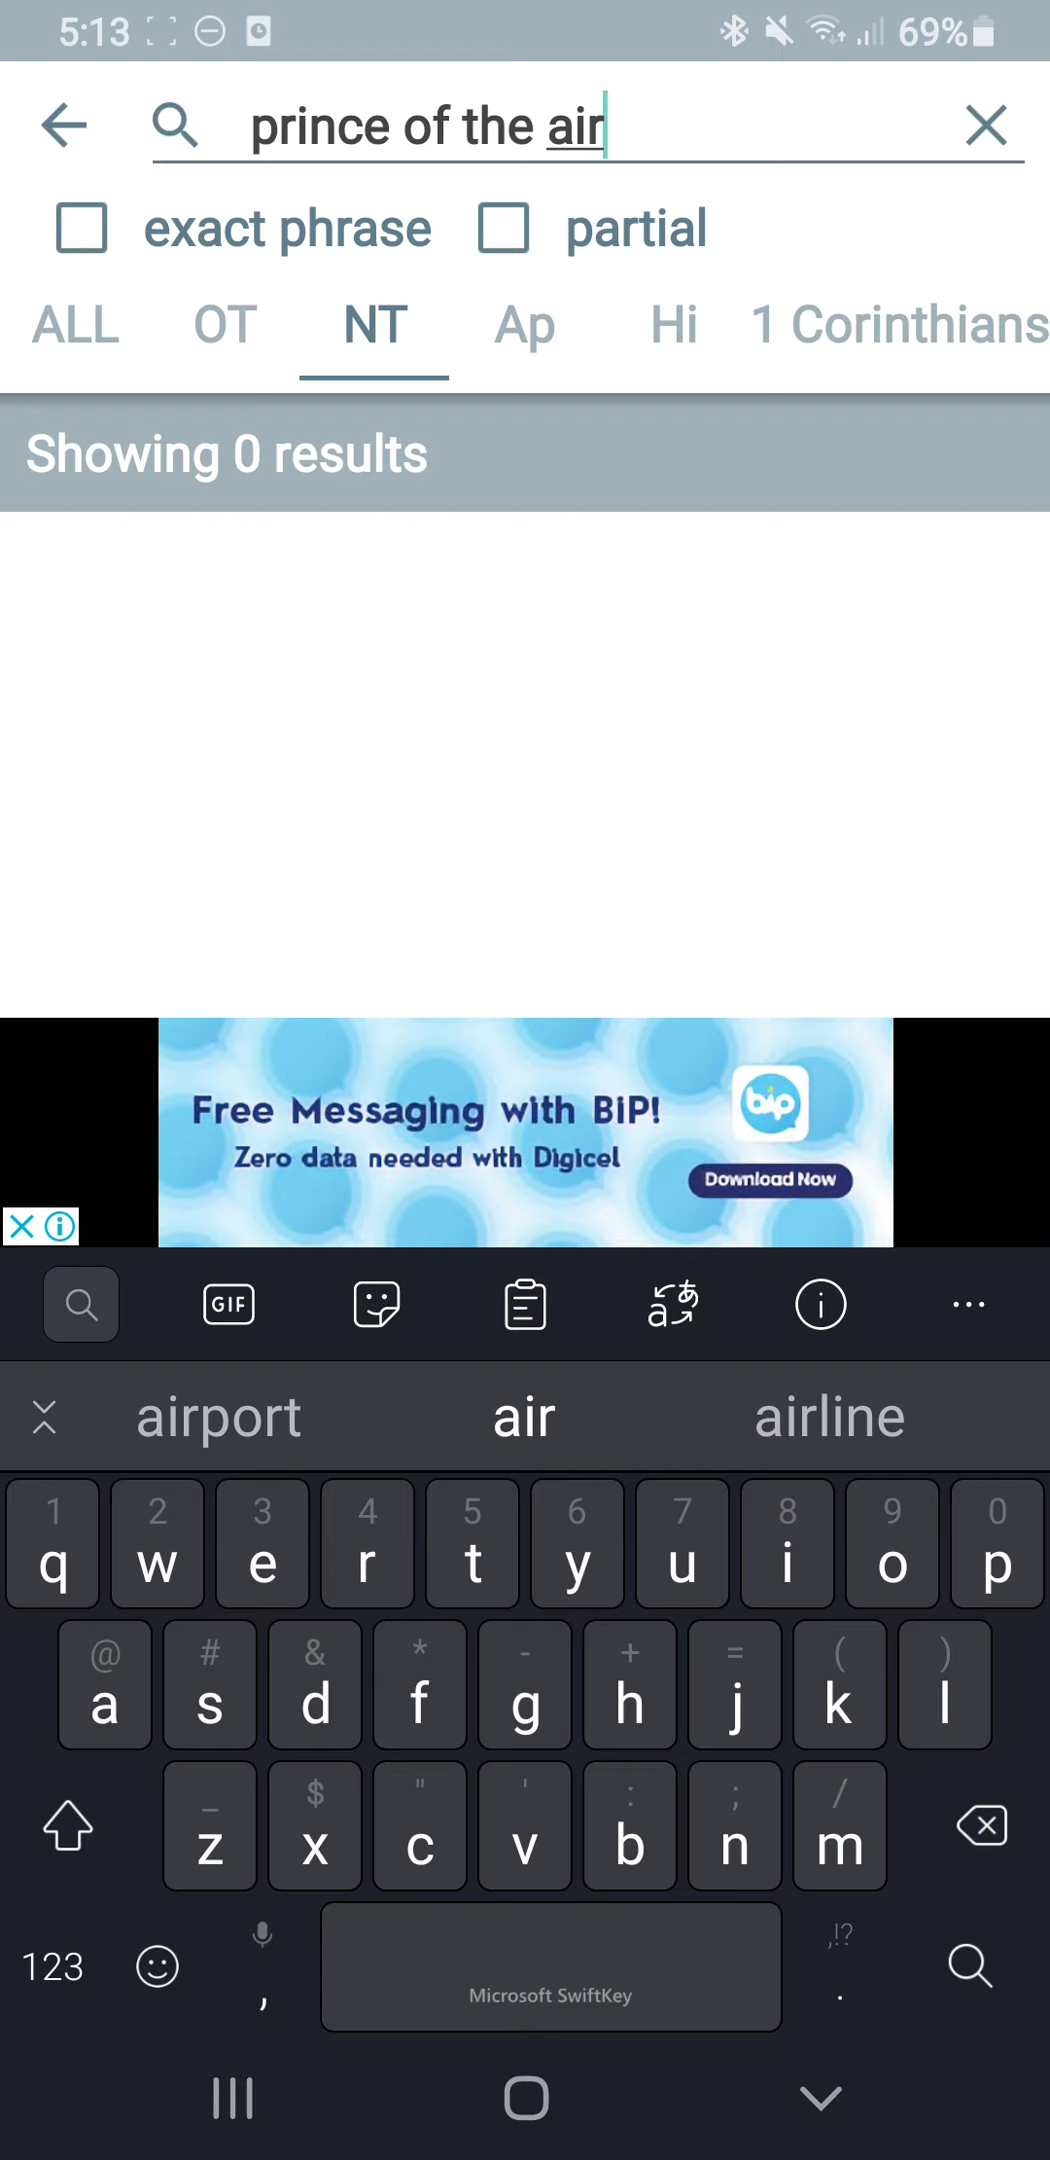 5:13 69%
prince of the air
exact phrase partial
ALL OT NT Ap Hi 1 Corinthians
Showing 0 results
Free Messaging with BiP!
Zero data needed with Digicel
bip
Download Now
GIF
aあ
airport air airline
1 2 3 4 5 6 7 8 9 0
q w e r t y u i o p
@ # & * - + = ( )
a s d f g h j k l
_ $ " ' : ; /
z x c v b n m
,!?
123 , Microsoft SwiftKey .